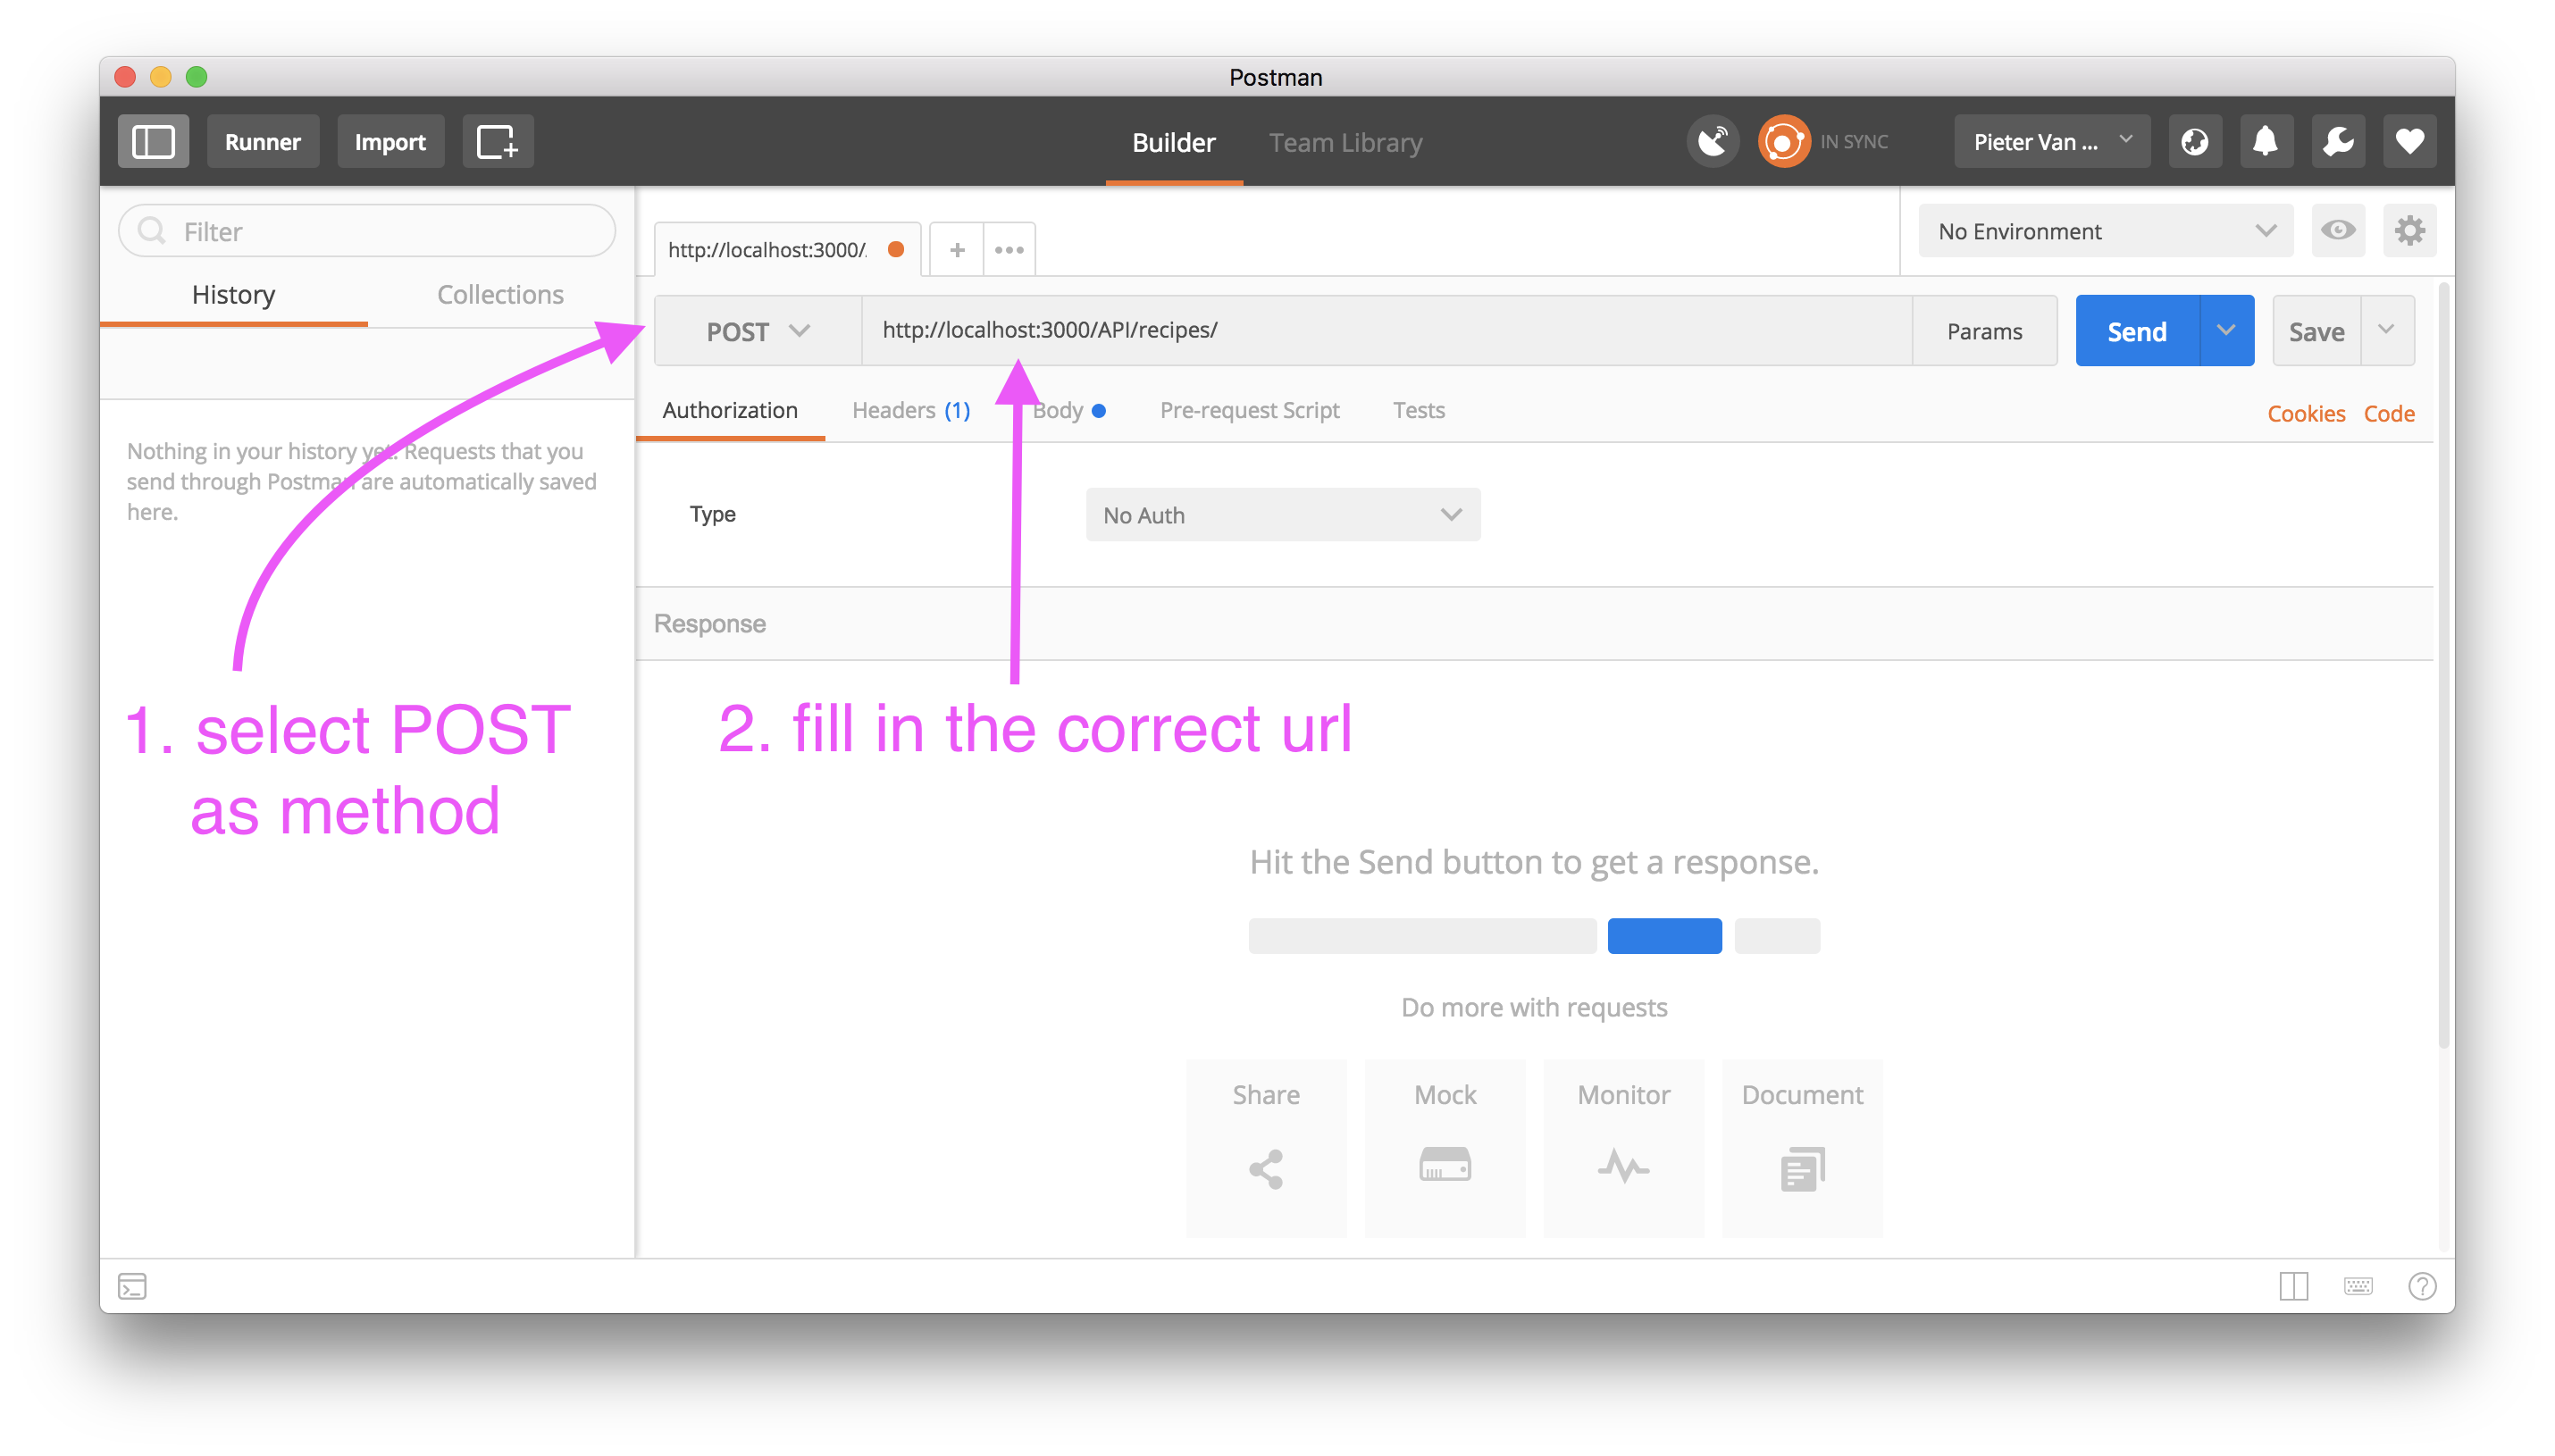 Postman
Runner
Import
Builder
Team Library
IN SYNC
Pieter Van ...
Filter
http://localhost:3000/
No Environment
History
Collections
POST
http://localhost:3000/API/recipes/
Params
Send
Save
Authorization
Headers (1)
Body
Pre-request Script
Tests
Cookies
Code
Nothing in your history yet. Requests that you
send through Postman are automatically saved
here.
Type
No Auth
Response
1. select POST
as method
2. fill in the correct url
Hit the Send button to get a response.
Do more with requests
Share
Mock
Monitor
Document